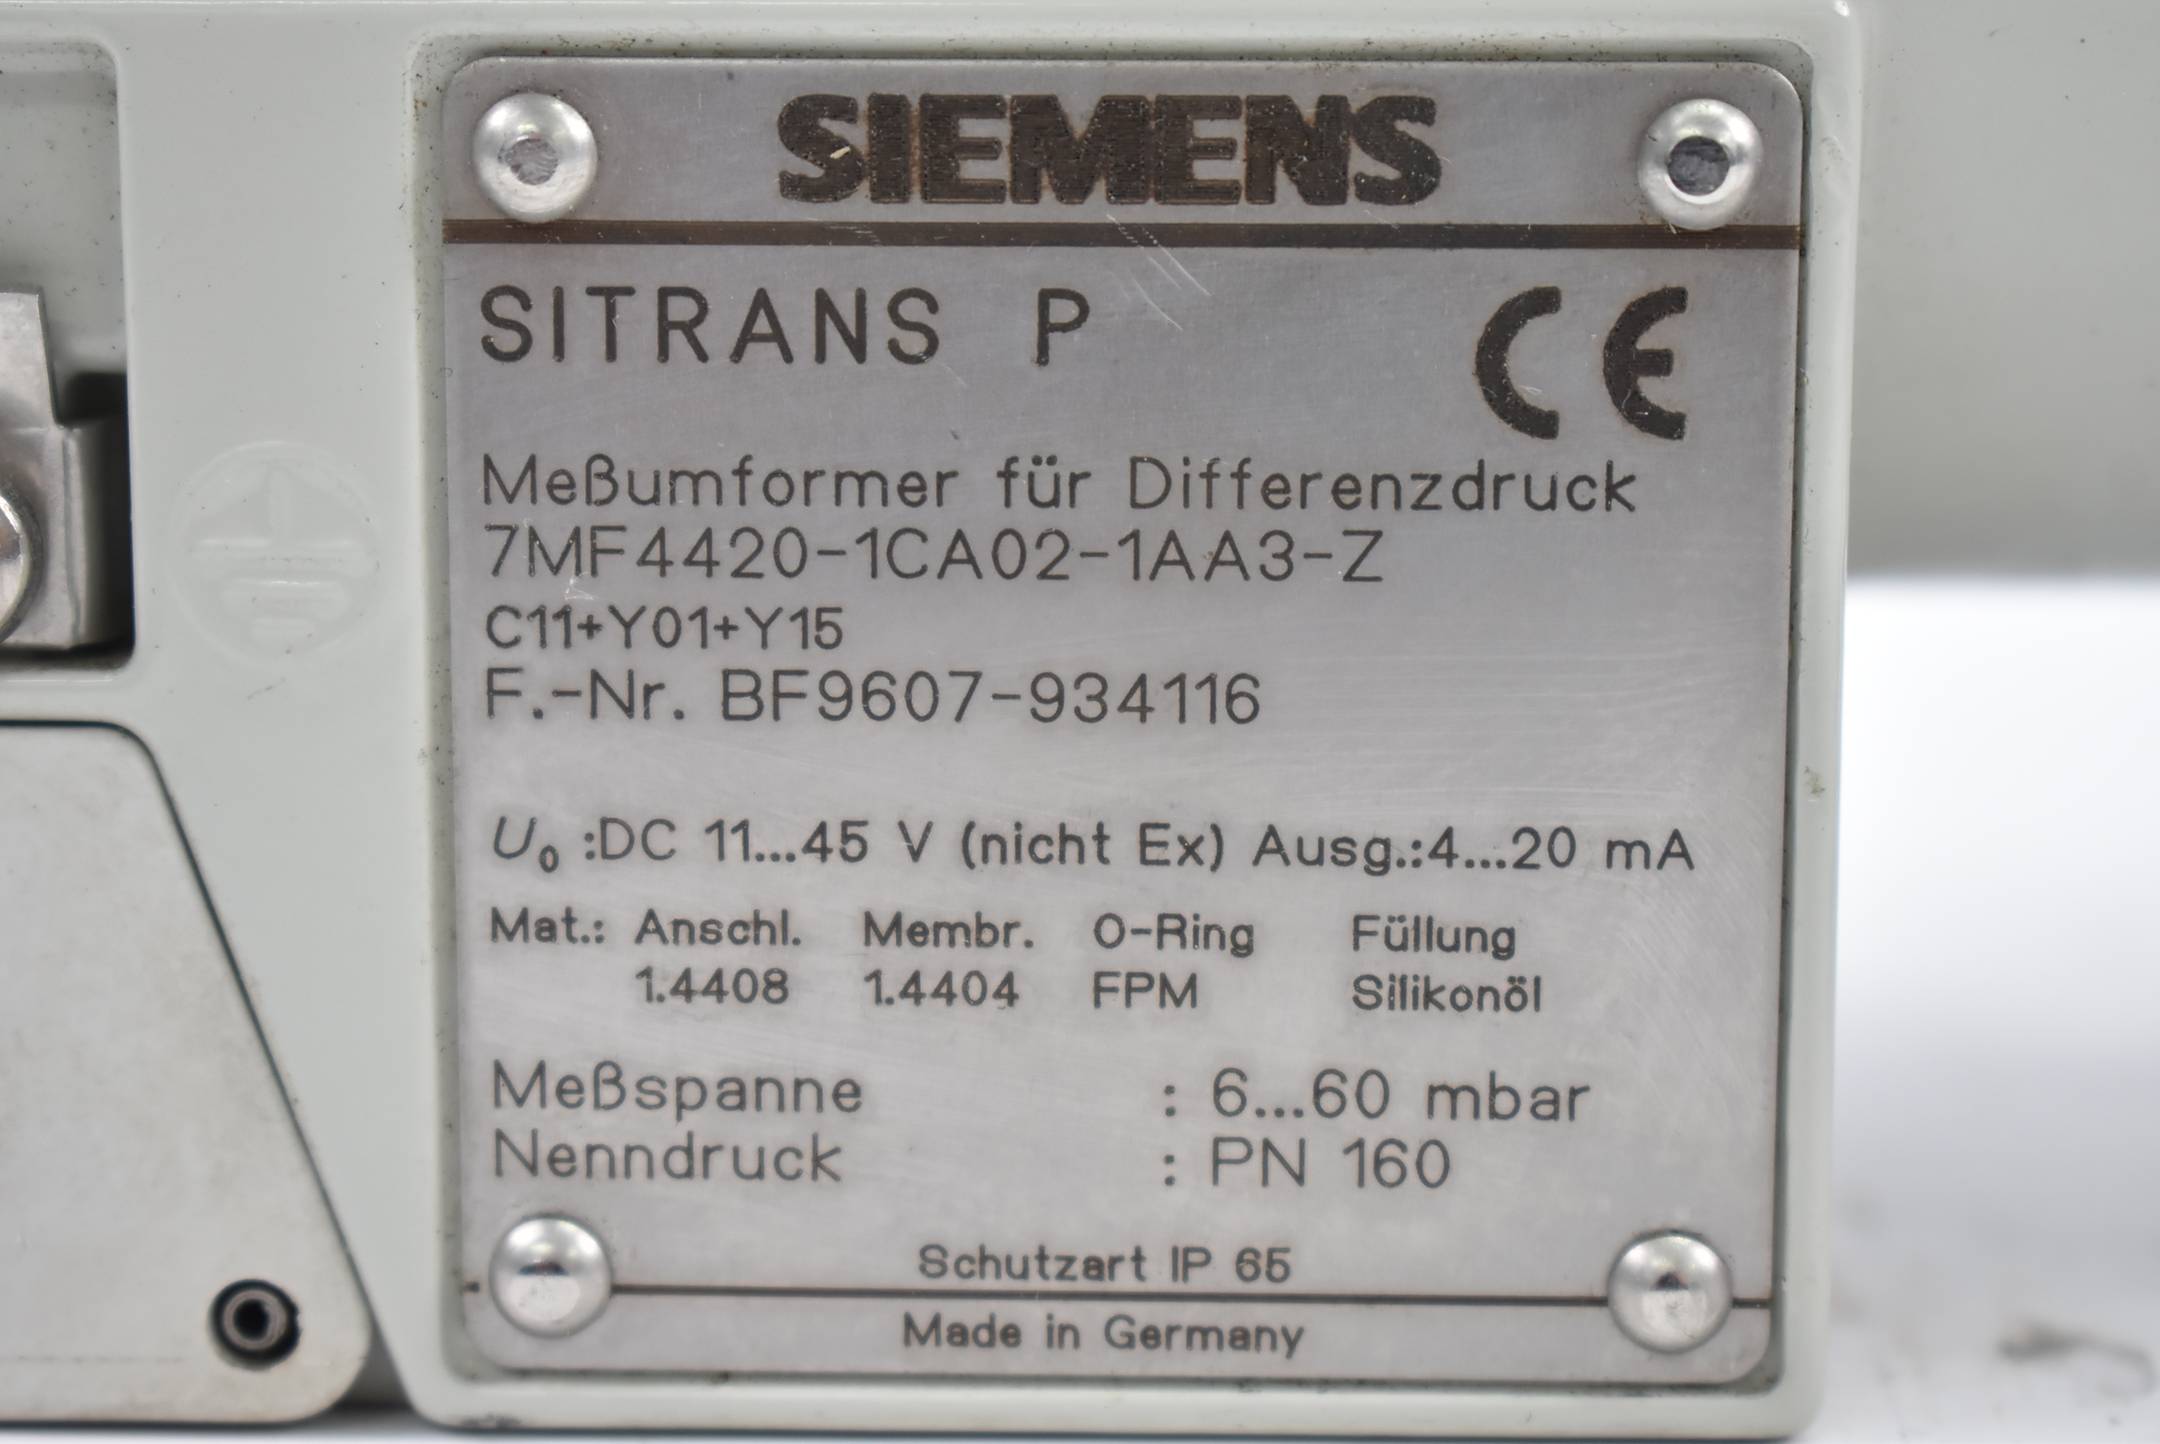 SIEMENS
SITRANS P CE
Meßumformer für Differenzdruck
7MF4420-1CA02-1AA3-Z
C11+Y01+Y15
F.-Nr. BF9607-934116
U₀ :DC 11...45 V (nicht Ex) Ausg.:4...20 mA
Mat.: Anschl. Membr. O-Ring Füllung
1.4408 1.4404 FPM Silikonöl
Meßspanne : 6...60 mbar
Nenndruck : PN 160
Schutzart IP 65
Made in Germany